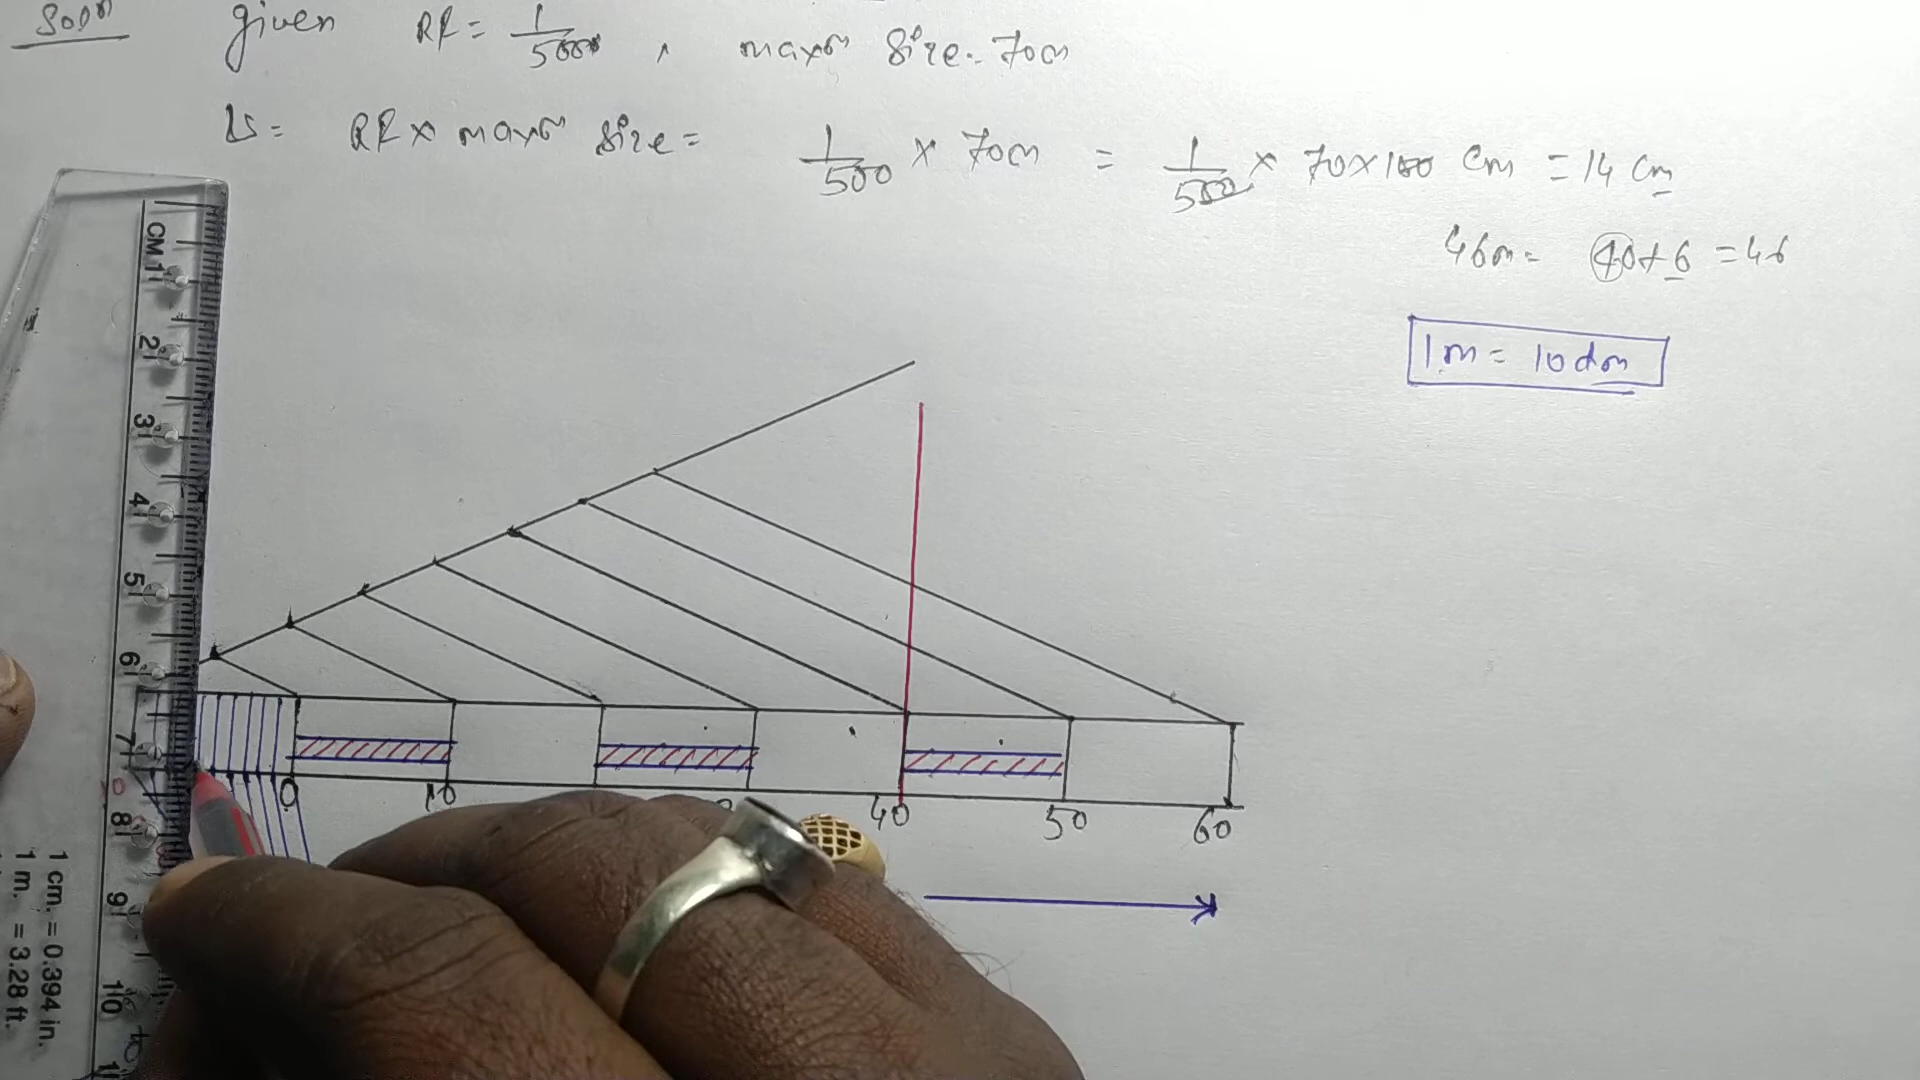 Soln given RF = 1/500 , maxm size = 70m
LS = RF x maxm size = 1/500 x 70m = 1/500 x 70x100 cm = 14 cm
46m = 40+6 = 46
1m = 10dm
CM 1 2 3 4 5 6 7 8 9 10
1 cm. = 0.394 in.
1 m. = 3.28 ft.
0 10 40 50 60